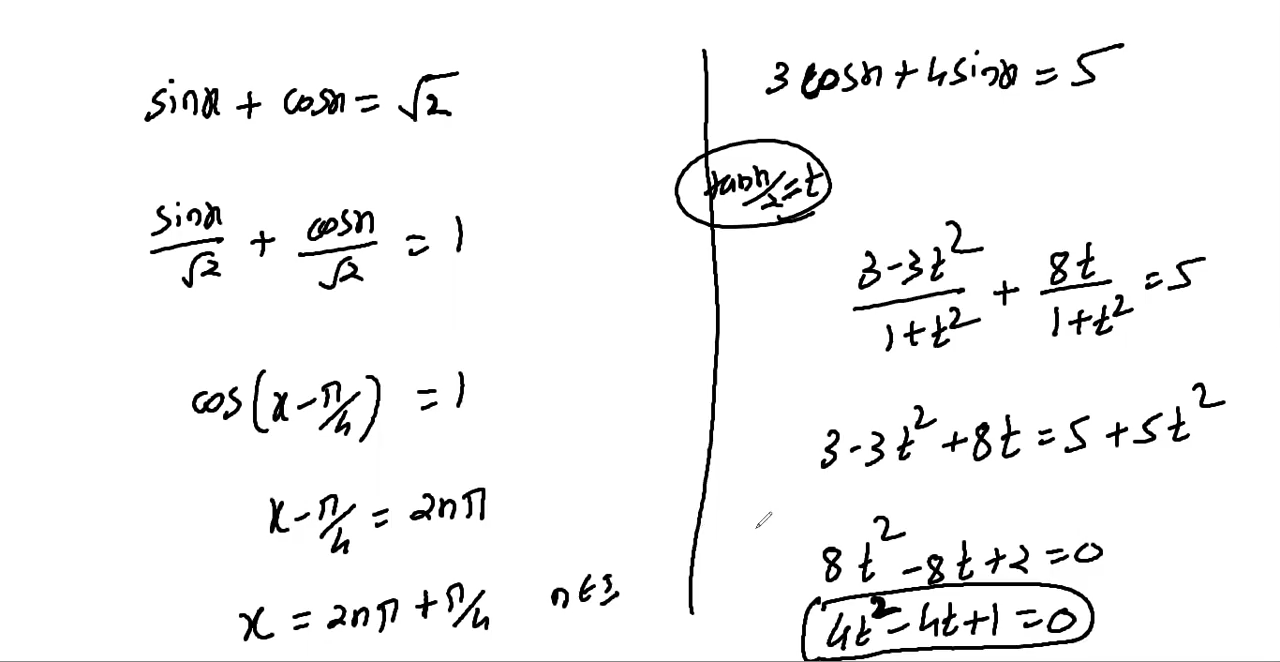 sinx + cosx = √2
sinx/√2 + cosx/√2 = 1
cos(x - π/4) = 1
x - π/4 = 2nπ
x = 2nπ + π/4 n ∈ I
3cosx + 4sinx = 5
tan x/2 = t
(3-3t²)/(1+t²) + 8t/(1+t²) = 5
3-3t²+8t = 5+5t²
8t²-8t+2 = 0
4t²-4t+1 = 0